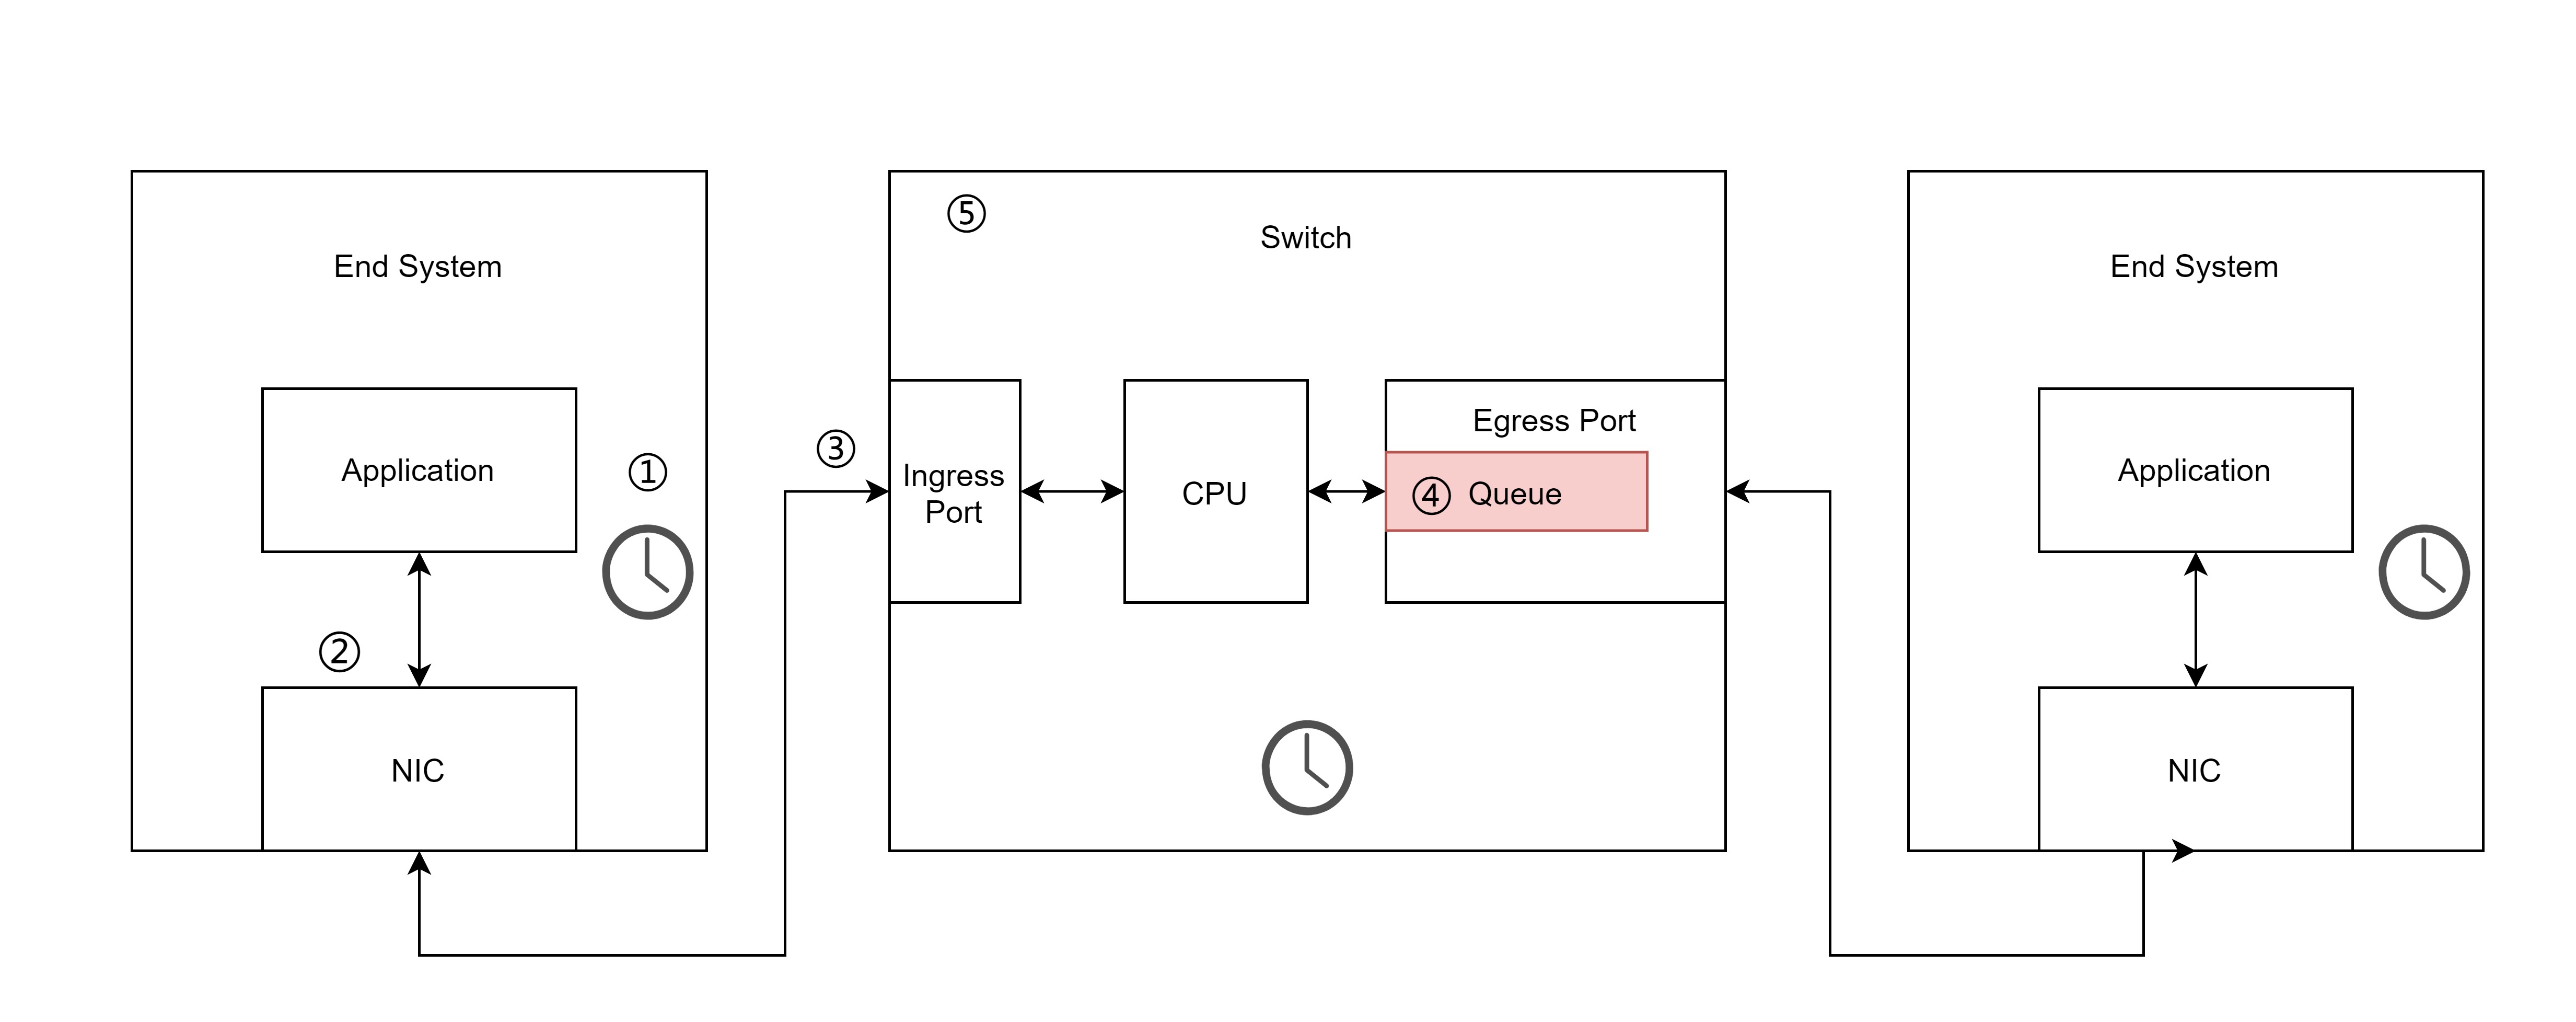 End System
Application
①
②
NIC
③
⑤
Switch
Ingress
Port
CPU
Egress Port
④ Queue
End System
Application
NIC